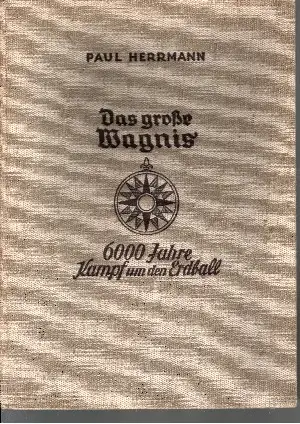 PAUL HERRMANN
Das große
Wagnis
6000 Jahre
Kampf um den Erdball